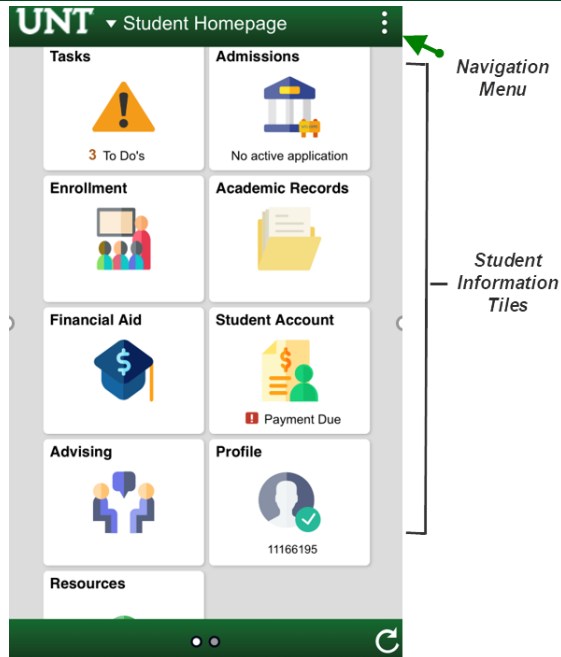 UNT Student Homepage
Navigation
Menu
Tasks
3 To Do's
Admissions
No active application
Enrollment
Academic Records
Student
Information
Tiles
Financial Aid
$
Student Account
$
! Payment Due
Advising
Profile
11166195
Resources